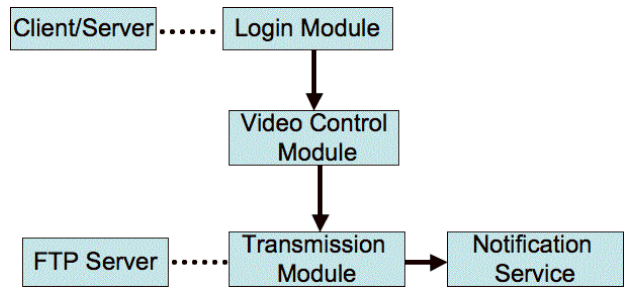 Client/Server
Login Module
Video Control
Module
FTP Server
Transmission
Module
Notification
Service